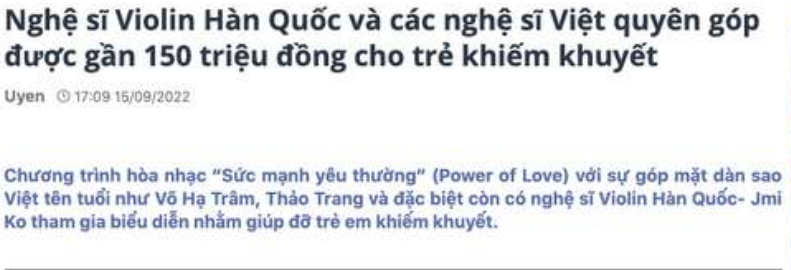 Nghệ sĩ Violin Hàn Quốc và các nghệ sĩ Việt quyên góp
được gần 150 triệu đồng cho trẻ khiếm khuyết
Uyen 17:09 15/09/2022
Chương trình hòa nhạc “Sức mạnh yêu thường” (Power of Love) với sự góp mặt dàn sao
Việt tên tuổi như Võ Hạ Trâm, Thảo Trang và đặc biệt còn có nghệ sĩ Violin Hàn Quốc- Jmi
Ko tham gia biểu diễn nhằm giúp đỡ trẻ em khiếm khuyết.